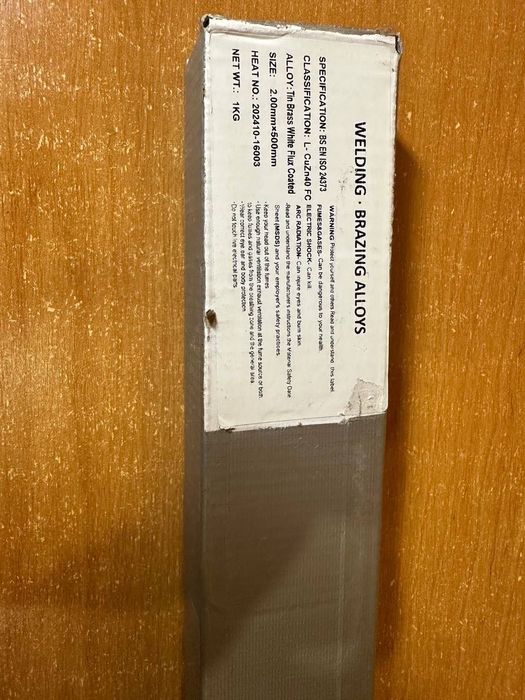 WELDING · BRAZING ALLOYS
SPECIFICATION: BS EN ISO 24373
CLASSIFICATION: L- CuZn40 FC
ALLOY: Tin Brass White Flux Coated
SIZE: 2.00mm×500mm
HEAT NO.: 202410-16003
NET WT.: 1KG
WARNING Protect yourself and others Read and understand this label.
FUMES&GASES- Can be dangerous to your health
ELECTRIC SHOCK- Can kill.
ARC RADIATION- Can injure eyes and burn skin
·Read and understand the manufacturer's instructions the Material Safety Data
Sheet (MSDS) and your employer's safety practices.
·Keep your head out of the fumes
·Use enough natural ventilation exhaust ventilation at the fume source or both
to keep fumes and gases from the breathing zone and the general area
·Wear correct eye ear and body protection
·Do not touch live electrical parts